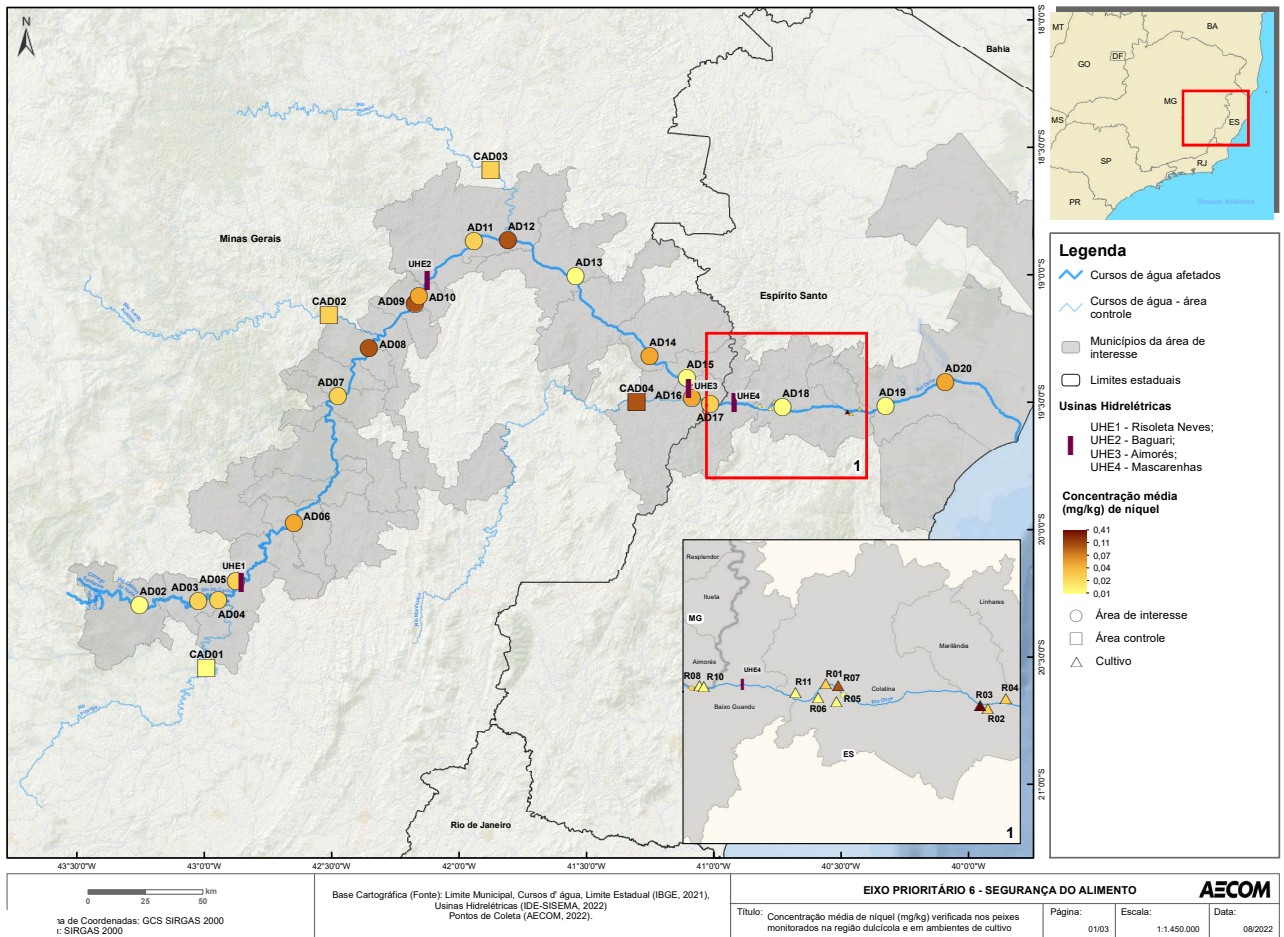 N
Bahia
Minas Gerais
Espírito Santo
Rio de Janeiro
CAD03
AD11
AD12
UHE2
AD13
AD09
AD10
CAD02
AD08
AD14
AD15
AD07
CAD04
UHE3
UHE4
AD16
AD17
AD18
AD19
AD20
Rio Doce
1
AD06
UHE1
AD05
AD02
AD03
AD04
CAD01
Rio Santo
Antônio
Rio Manhuaçu
Rio
Piranga
18°0'0"S
18°30'0"S
19°0'0"S
19°30'0"S
20°0'0"S
20°30'0"S
21°0'0"S
43°30'0"W
43°0'0"W
42°30'0"W
42°0'0"W
41°30'0"W
41°0'0"W
40°30'0"W
40°0'0"W
Resplendor
Itueta
MG
Aimorés
R08
R10
UHE4
Baixo Guandu
R11
R01
R07
R06
R05
Colatina
Rio Doce
Marilândia
Linhares
R03
R04
R02
ES
1
MT
BA
DF
GO
MG
MS
ES
SP
RJ
PR
Oceano Atlântico
Legenda
Cursos de água afetados
Cursos de água - área
controle
Municípios da área de
interesse
Limites estaduais
Usinas Hidrelétricas
UHE1 - Risoleta Neves;
UHE2 - Baguari;
UHE3 - Aimorés;
UHE4 - Mascarenhas
Concentração média
(mg/kg) de níquel
0,41
0,11
0,07
0,04
0,02
0,01
Área de interesse
Área controle
Cultivo
km
0 25 50
a de Coordenadas: GCS SIRGAS 2000
: SIRGAS 2000
Base Cartográfica (Fonte): Limite Municipal, Cursos d' água, Limite Estadual (IBGE, 2021),
Usinas Hidrelétricas (IDE-SISEMA, 2022)
Pontos de Coleta (AECOM, 2022).
EIXO PRIORITÁRIO 6 - SEGURANÇA DO ALIMENTO
AECOM
Título:
Concentração média de níquel (mg/kg) verificada nos peixes
monitorados na região dulcícola e em ambientes de cultivo
Página:
01/03
Escala:
1:1.450.000
Data:
08/2022